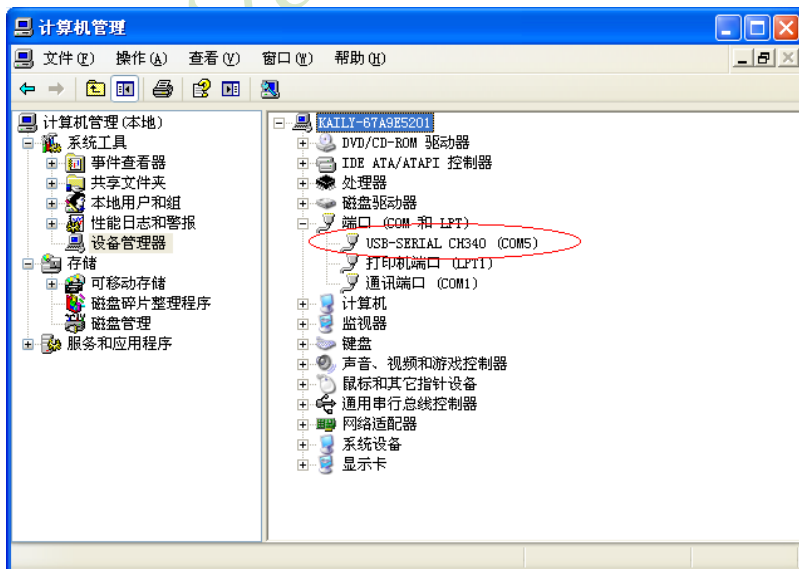 计算机管理
文件(F) 操作(A) 查看(V) 窗口(W) 帮助(H)
计算机管理(本地)
系统工具
事件查看器
共享文件夹
本地用户和组
性能日志和警报
设备管理器
存储
可移动存储
磁盘碎片整理程序
磁盘管理
服务和应用程序
KAILY-67A9E5201
DVD/CD-ROM 驱动器
IDE ATA/ATAPI 控制器
处理器
磁盘驱动器
端口 (COM 和 LPT)
USB-SERIAL CH340 (COM5)
打印机端口 (LPT1)
通讯端口 (COM1)
计算机
监视器
键盘
声音、视频和游戏控制器
鼠标和其它指针设备
通用串行总线控制器
网络适配器
系统设备
显示卡